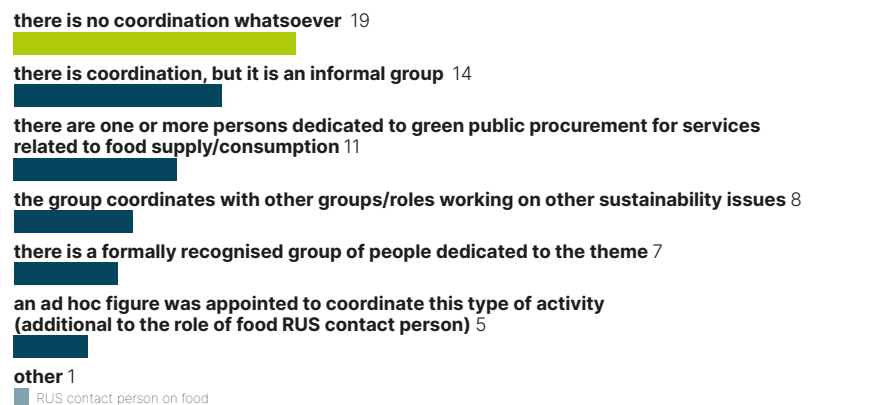 there is no coordination whatsoever 19
there is coordination, but it is an informal group 14
there are one or more persons dedicated to green public procurement for services
related to food supply/consumption 11
the group coordinates with other groups/roles working on other sustainability issues 8
there is a formally recognised group of people dedicated to the theme 7
an ad hoc figure was appointed to coordinate this type of activity
(additional to the role of food RUS contact person) 5
other 1
RUS contact person on food